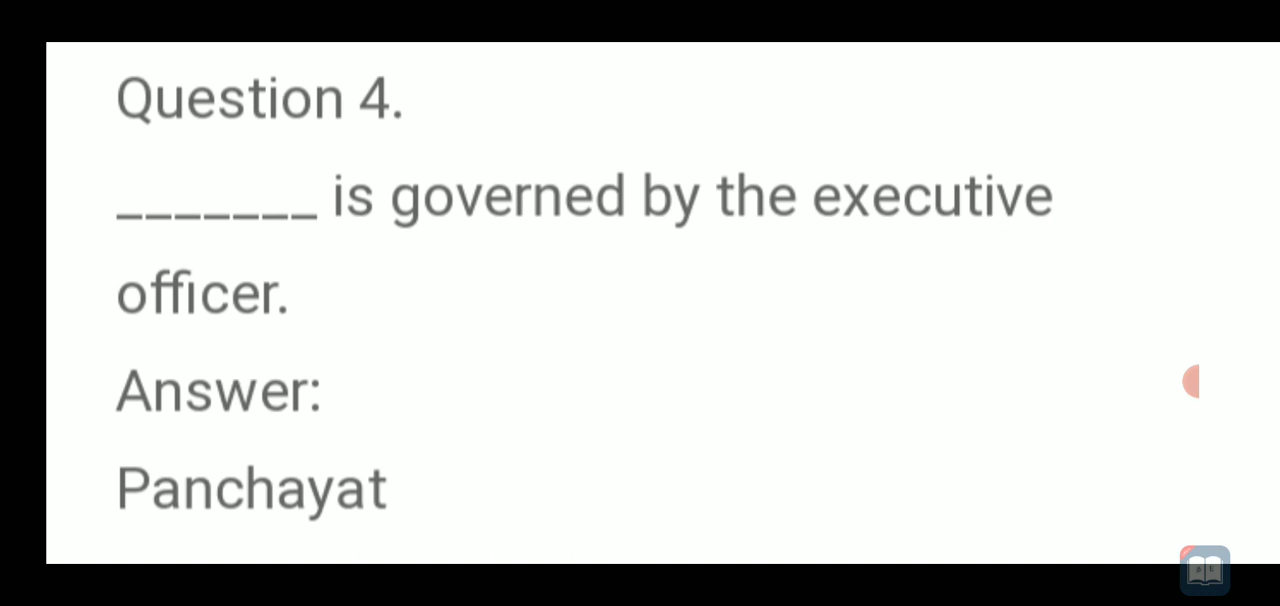 Question 4.
_______ is governed by the executive
officer.
Answer:
Panchayat